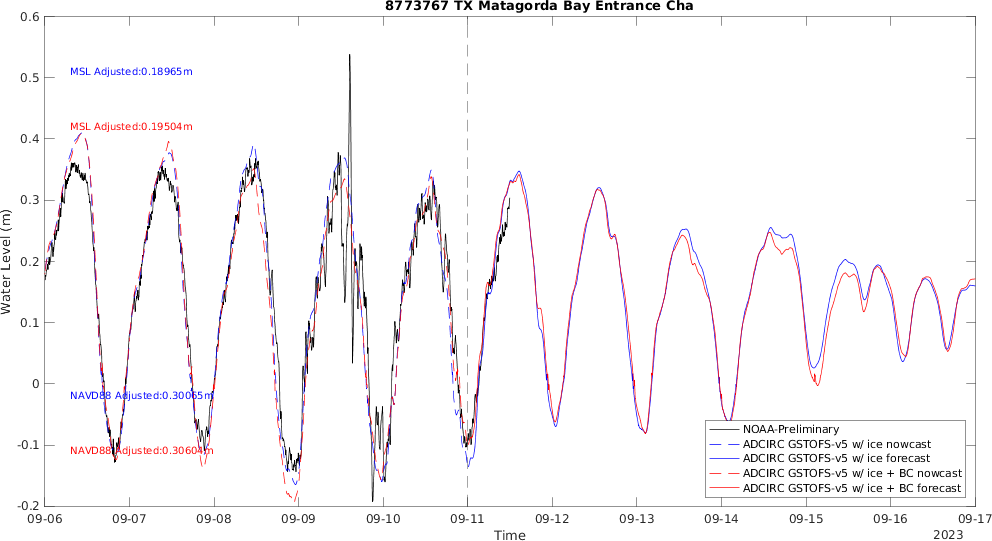 8773767 TX Matagorda Bay Entrance Cha
0.6
0.5
0.4
0.3
0.2
0.1
0
-0.1
-0.2
Water Level (m)
MSL Adjusted:0.18965m
MSL Adjusted:0.19504m
NAVD88 Adjusted:0.30065m
NAVD88 Adjusted:0.30604m
NOAA-Preliminary
ADCIRC GSTOFS-v5 w/ ice nowcast
ADCIRC GSTOFS-v5 w/ ice forecast
ADCIRC GSTOFS-v5 w/ ice + BC nowcast
ADCIRC GSTOFS-v5 w/ ice + BC forecast
09-06 09-07 09-08 09-09 09-10 09-11 09-12 09-13 09-14 09-15 09-16 09-17
Time
2023